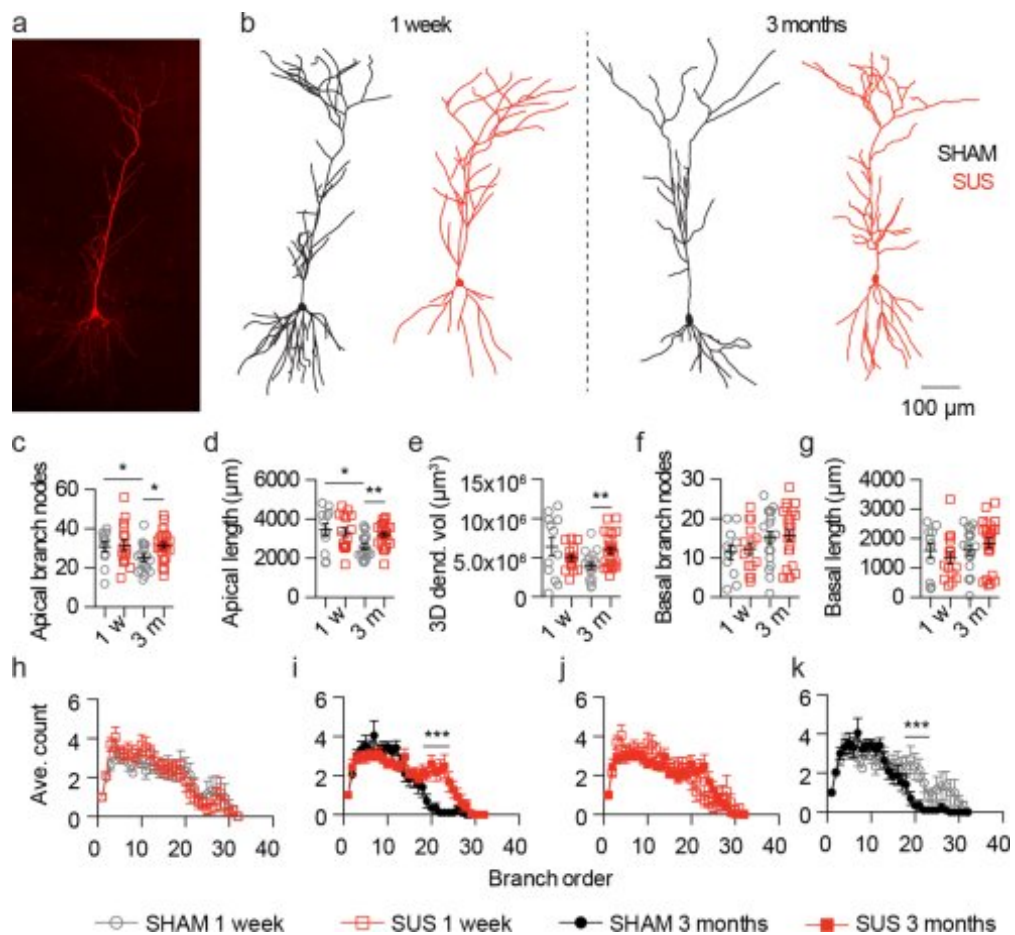 a
b
1 week
3 months
SHAM
SUS
100 µm
c
Apical branch nodes
60
40
20
0
*
*
1 w
3 m
d
Apical length (µm)
6000
4000
2000
0
*
**
1 w
3 m
e
3D dend. vol (µm³)
15x10⁶
10x10⁶
5.0x10⁶
0
**
1 w
3 m
f
Basal branch nodes
30
20
10
0
1 w
3 m
g
Basal length (µm)
4000
3000
2000
1000
0
1 w
3 m
h
Ave. count
6
4
2
0
0 10 20 30 40
i
6
4
2
0
***
0 10 20 30 40
j
6
4
2
0
0 10 20 30 40
k
6
4
2
0
***
0 10 20 30 40
Branch order
SHAM 1 week SUS 1 week SHAM 3 months SUS 3 months